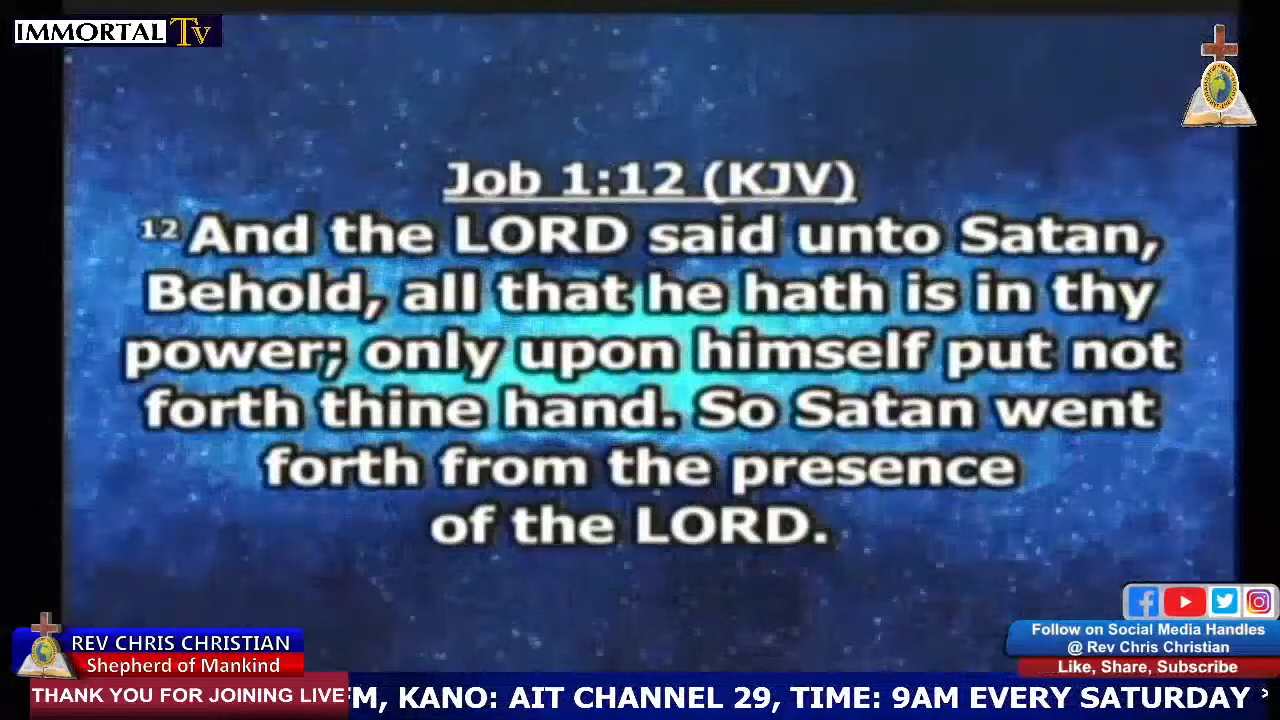 IMMORTAL Tv
Job 1:12 (KJV)
12 And the LORD said unto Satan,
Behold, all that he hath is in thy
power; only upon himself put not
forth thine hand. So Satan went
forth from the presence
of the LORD.
Follow on Social Media Handles
@ Rev Chris Christian
Like, Share, Subscribe
REV CHRIS CHRISTIAN
Shepherd of Mankind
THANK YOU FOR JOINING LIVE
M, KANO: AIT CHANNEL 29, TIME: 9AM EVERY SATURDAY